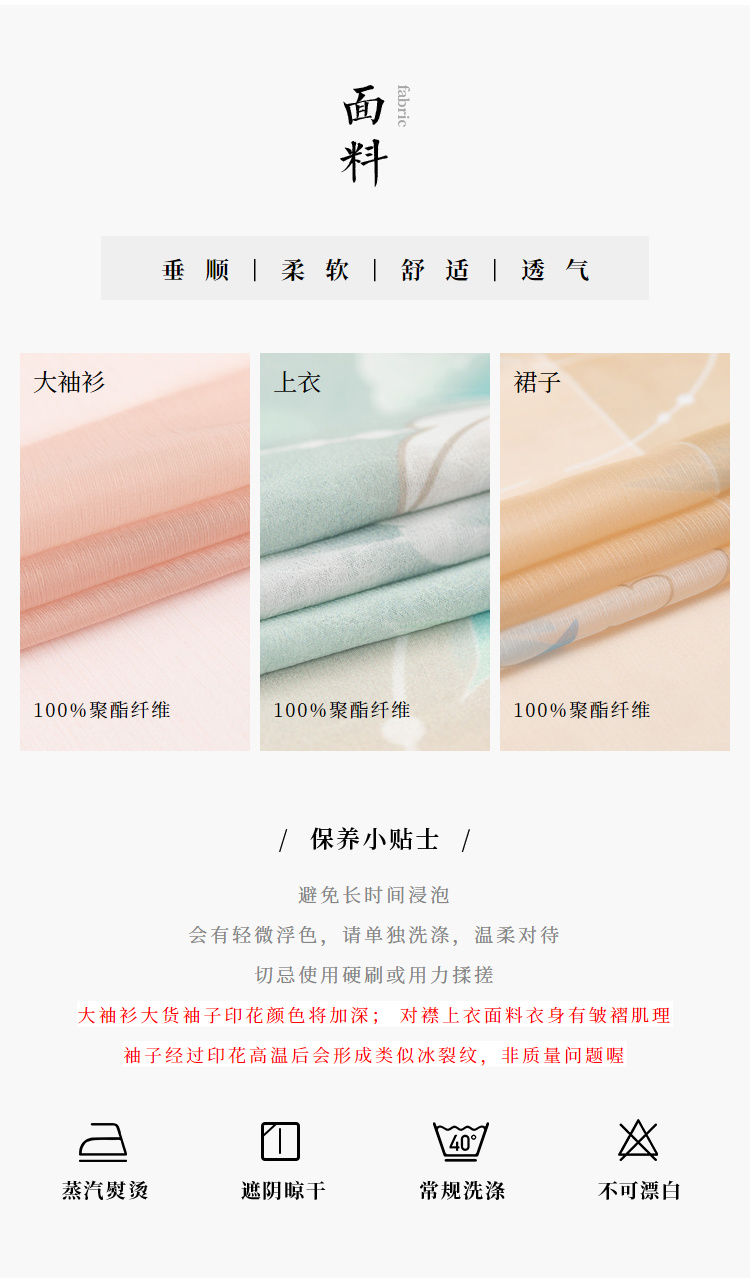 面料
fabric
垂顺 | 柔软 | 舒适 | 透气
大袖衫
上衣
裙子
100%聚酯纤维
100%聚酯纤维
100%聚酯纤维
/ 保养小贴士 /
避免长时间浸泡
会有轻微浮色，请单独洗涤，温柔对待
切忌使用硬刷或用力揉搓
大袖衫大货袖子印花颜色将加深； 对襟上衣面料衣身有皱褶肌理
袖子经过印花高温后会形成类似冰裂纹，非质量问题喔
40°
蒸汽熨烫
遮阴晾干
常规洗涤
不可漂白